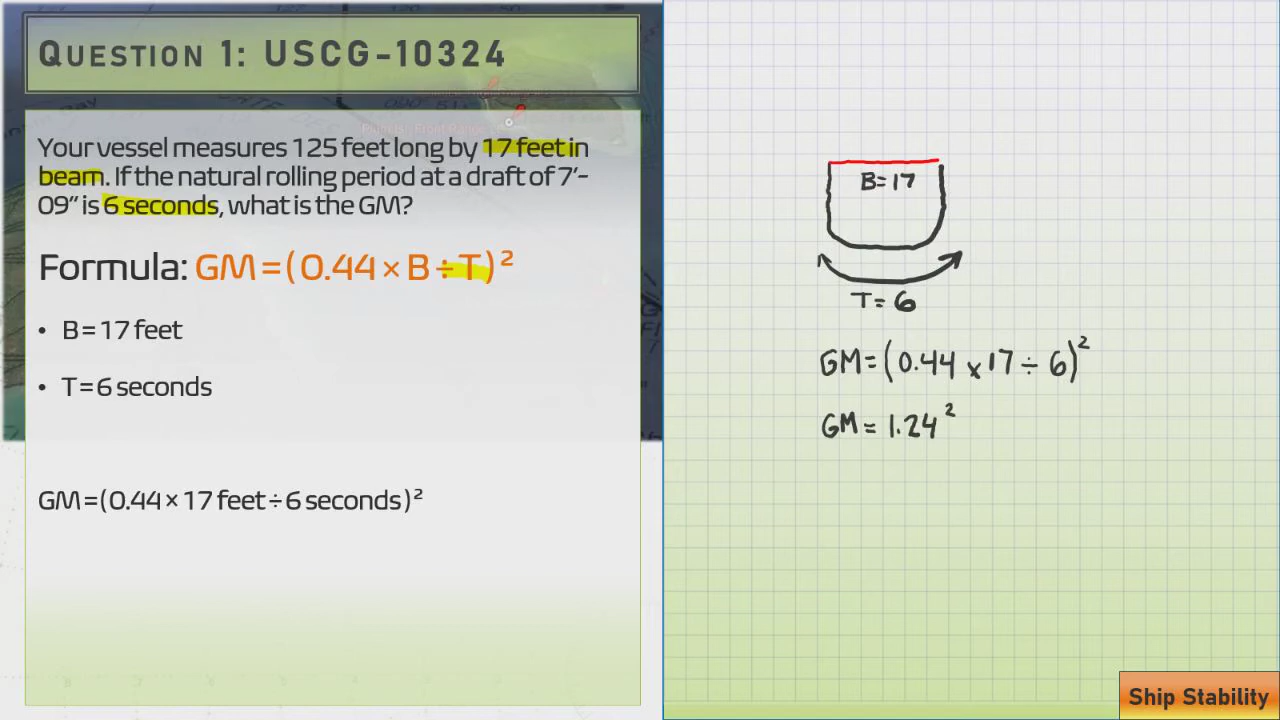 QUESTION 1: USCG-10324
Your vessel measures 125 feet long by 17 feet in
beam. If the natural rolling period at a draft of 7'-
09” is 6 seconds, what is the GM?
Formula: GM = ( 0.44 × B ÷ T )²
• B = 17 feet
• T = 6 seconds
GM = ( 0.44 × 17 feet ÷ 6 seconds )²
B=17
T= 6
GM= (0.44 x 17 ÷ 6)²
GM = 1.24²
Ship Stability